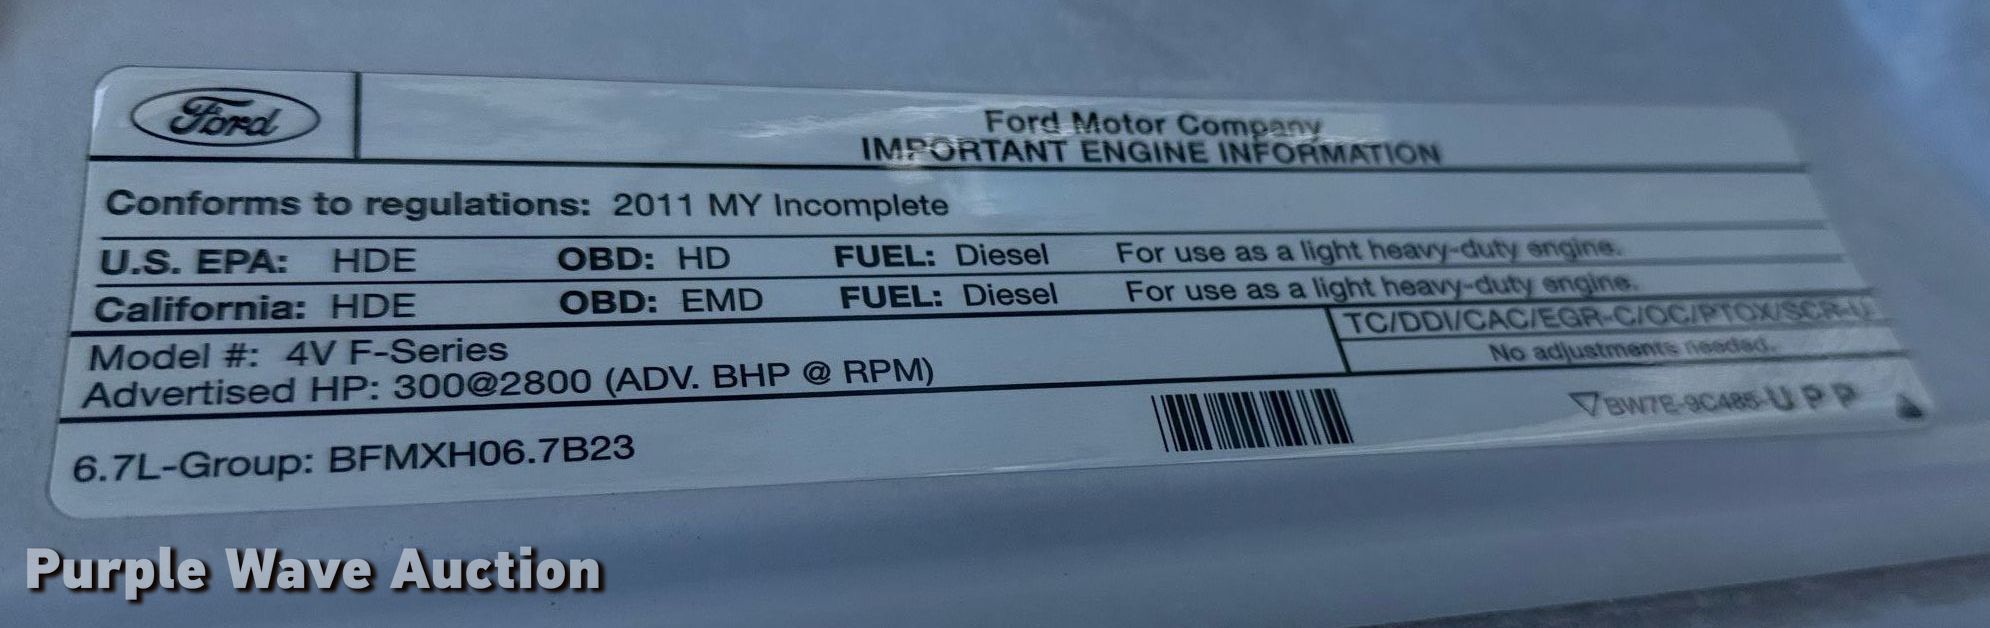 Ford
Ford Motor Company
IMPORTANT ENGINE INFORMATION
Conforms to regulations: 2011 MY Incomplete
U.S. EPA: HDE OBD: HD FUEL: Diesel For use as a light heavy-duty engine.
California: HDE OBD: EMD FUEL: Diesel For use as a light heavy-duty engine.
TC/DDI/CAC/EGR-C/OC/PTOX/SCR-U
No adjustments needed.
Model #: 4V F-Series
Advertised HP: 300@2800 (ADV. BHP @ RPM)
BW7E-9C485-UPP
6.7L-Group: BFMXH06.7B23
Purple Wave Auction